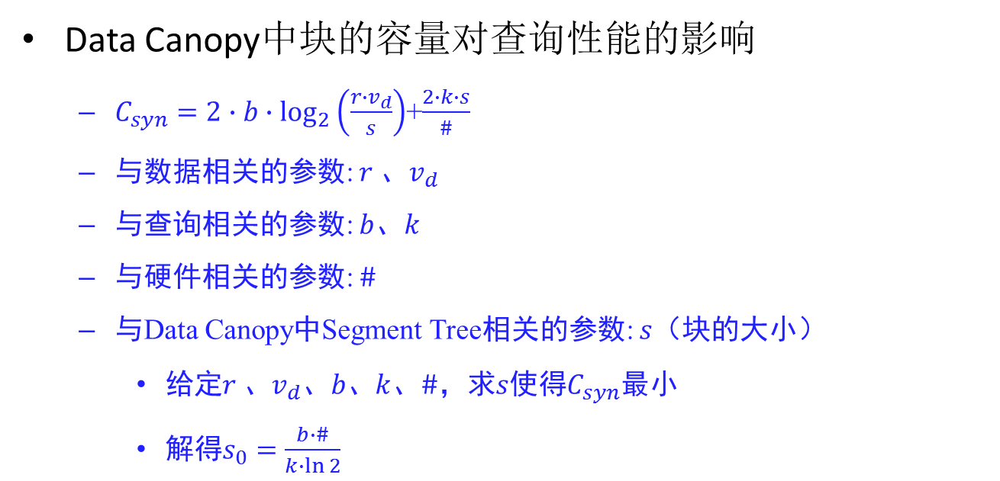 • Data Canopy中块的容量对查询性能的影响
– $C_{syn} = 2 \cdot b \cdot \log_2 \left( \frac{r \cdot v_d}{s} \right) + \frac{2 \cdot k \cdot s}{\#}$
– 与数据相关的参数: $r$ 、$v_d$
– 与查询相关的参数: $b$、$k$
– 与硬件相关的参数: #
– 与Data Canopy中Segment Tree相关的参数: $s$（块的大小）
• 给定$r$ 、$v_d$、$b$、$k$、#，求$s$使得$C_{syn}$最小
• 解得$s_0 = \frac{b \cdot \#}{k \cdot \ln 2}$